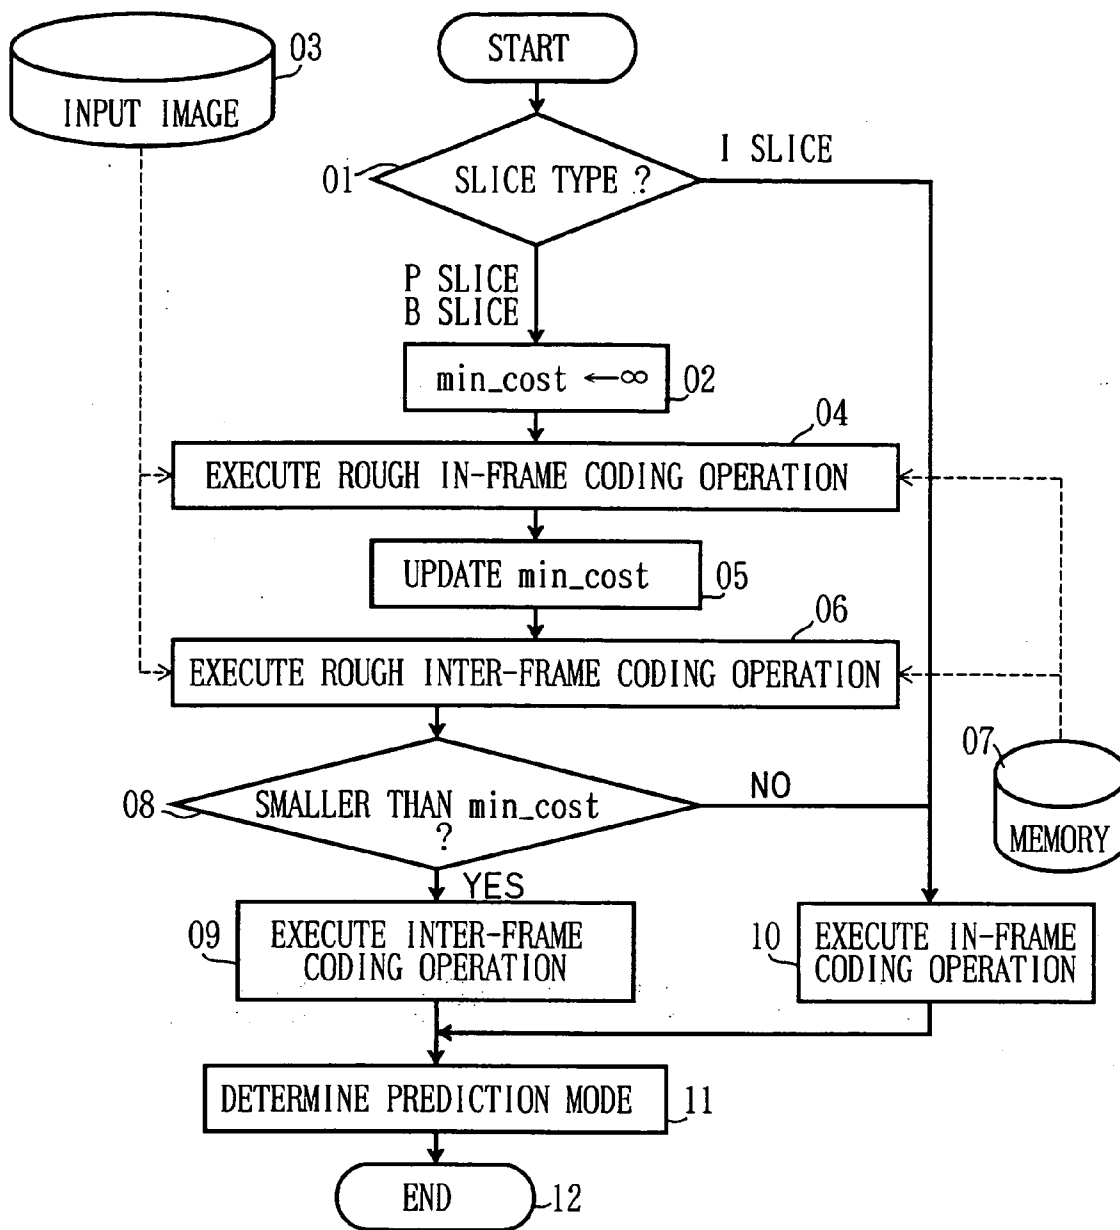 START
03
INPUT IMAGE
I SLICE
01
SLICE TYPE ?
P SLICE
B SLICE
min_cost ←∞
02
04
EXECUTE ROUGH IN-FRAME CODING OPERATION
UPDATE min_cost
05
06
EXECUTE ROUGH INTER-FRAME CODING OPERATION
07
MEMORY
08
SMALLER THAN min_cost
?
NO
YES
09
EXECUTE INTER-FRAME
CODING OPERATION
10
EXECUTE IN-FRAME
CODING OPERATION
DETERMINE PREDICTION MODE
11
END
12